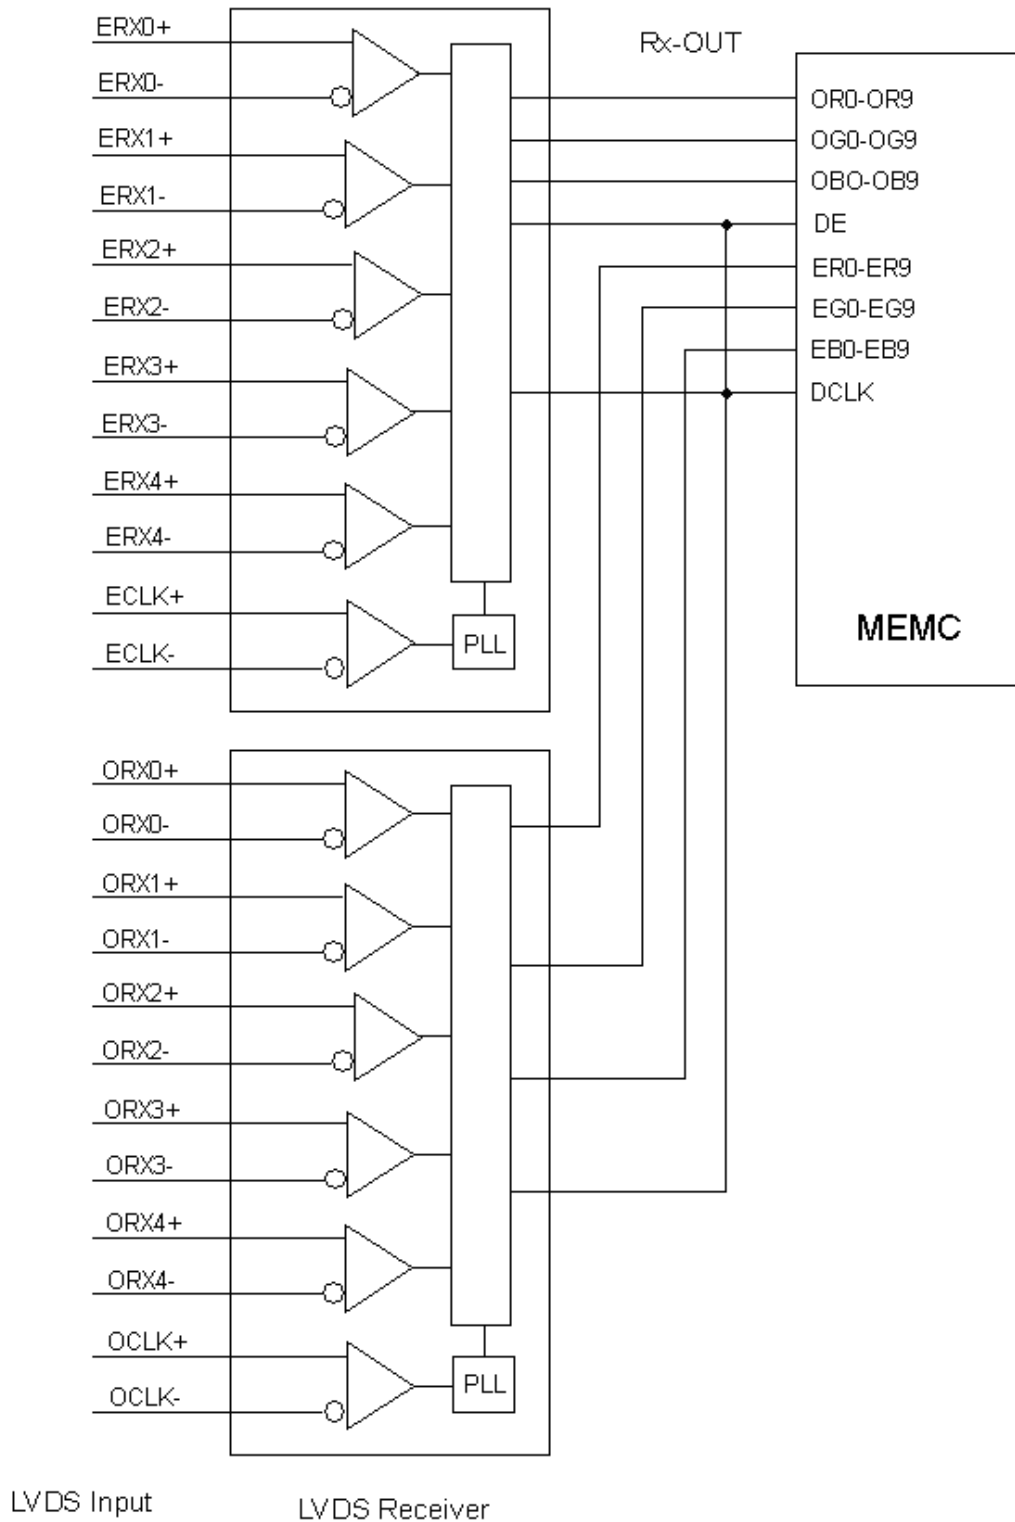 ERX0+
ERX0-
ERX1+
ERX1-
ERX2+
ERX2-
ERX3+
ERX3-
ERX4+
ERX4-
ECLK+
ECLK-
PLL
Rx-OUT
OR0-OR9
OG0-OG9
OBO-OB9
DE
ER0-ER9
EG0-EG9
EB0-EB9
DCLK
MEMC
ORX0+
ORX0-
ORX1+
ORX1-
ORX2+
ORX2-
ORX3+
ORX3-
ORX4+
ORX4-
OCLK+
OCLK-
PLL
LVDS Input
LVDS Receiver